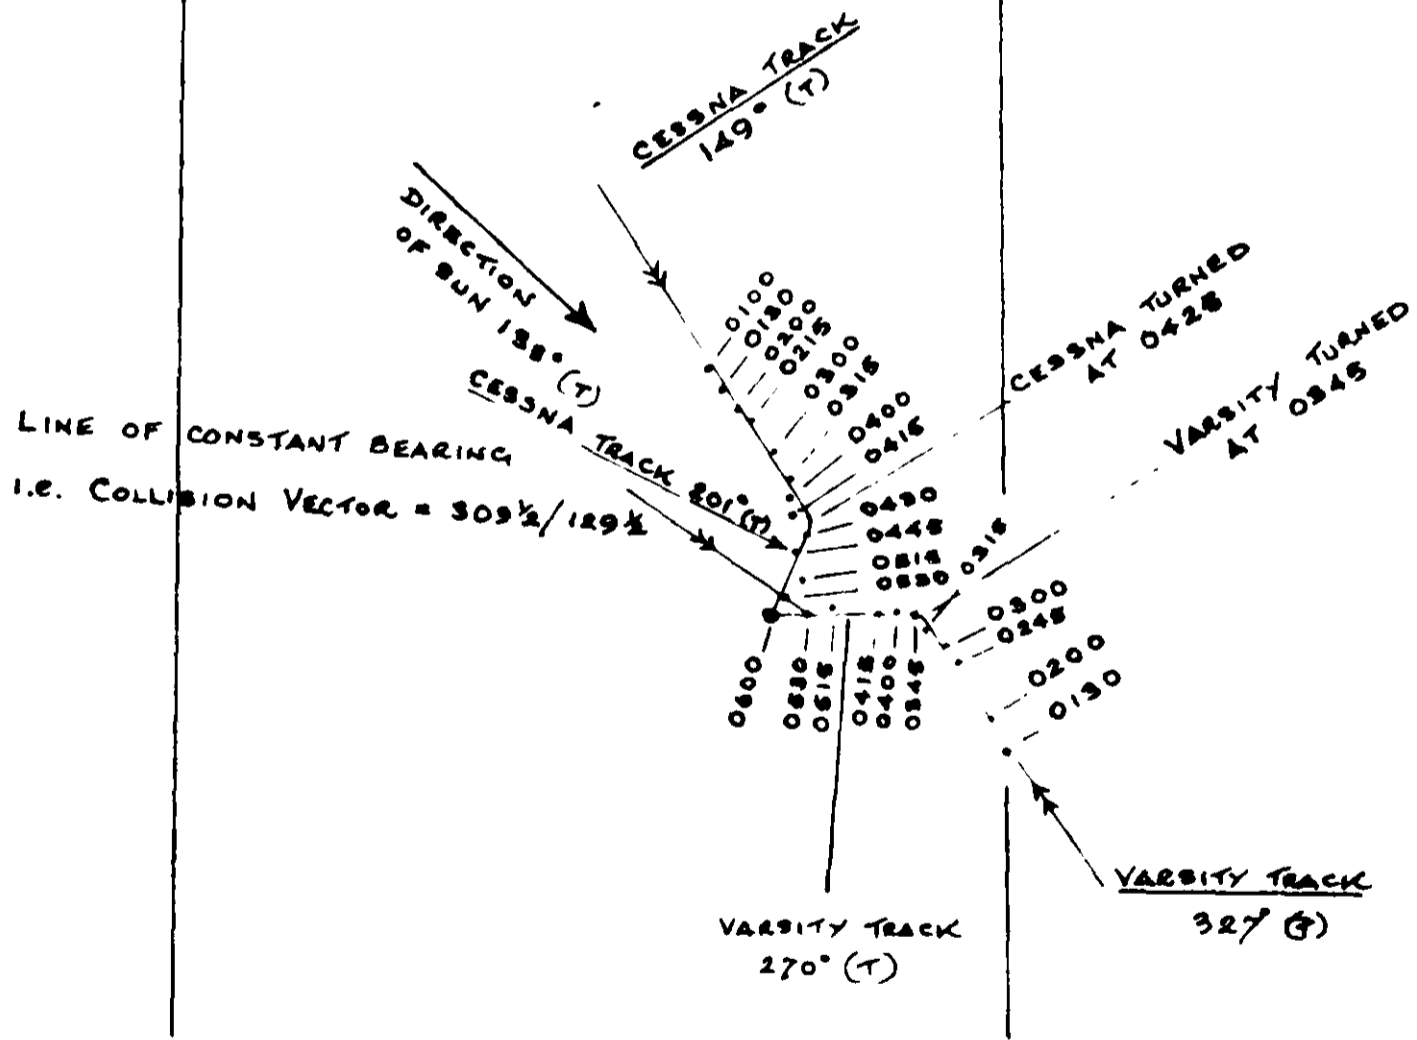 CESSNA TRACK
149° (T)
DIRECTION
OF SUN 138° (T)
0100
0130
0200
0215
0300
0315
0400
0415
CESSNA TURNED
AT 0425
VARSITY TURNED
AT 0345
CESSNA TRACK 201° (T)
LINE OF CONSTANT BEARING
i.e. COLLISION VECTOR = 309½/129½
0430
0445
0515
0530
0315
0300
0245
0200
0130
0600
0530
0515
0415
0400
0345
VARSITY TRACK
270° (T)
VARSITY TRACK
327° (T)